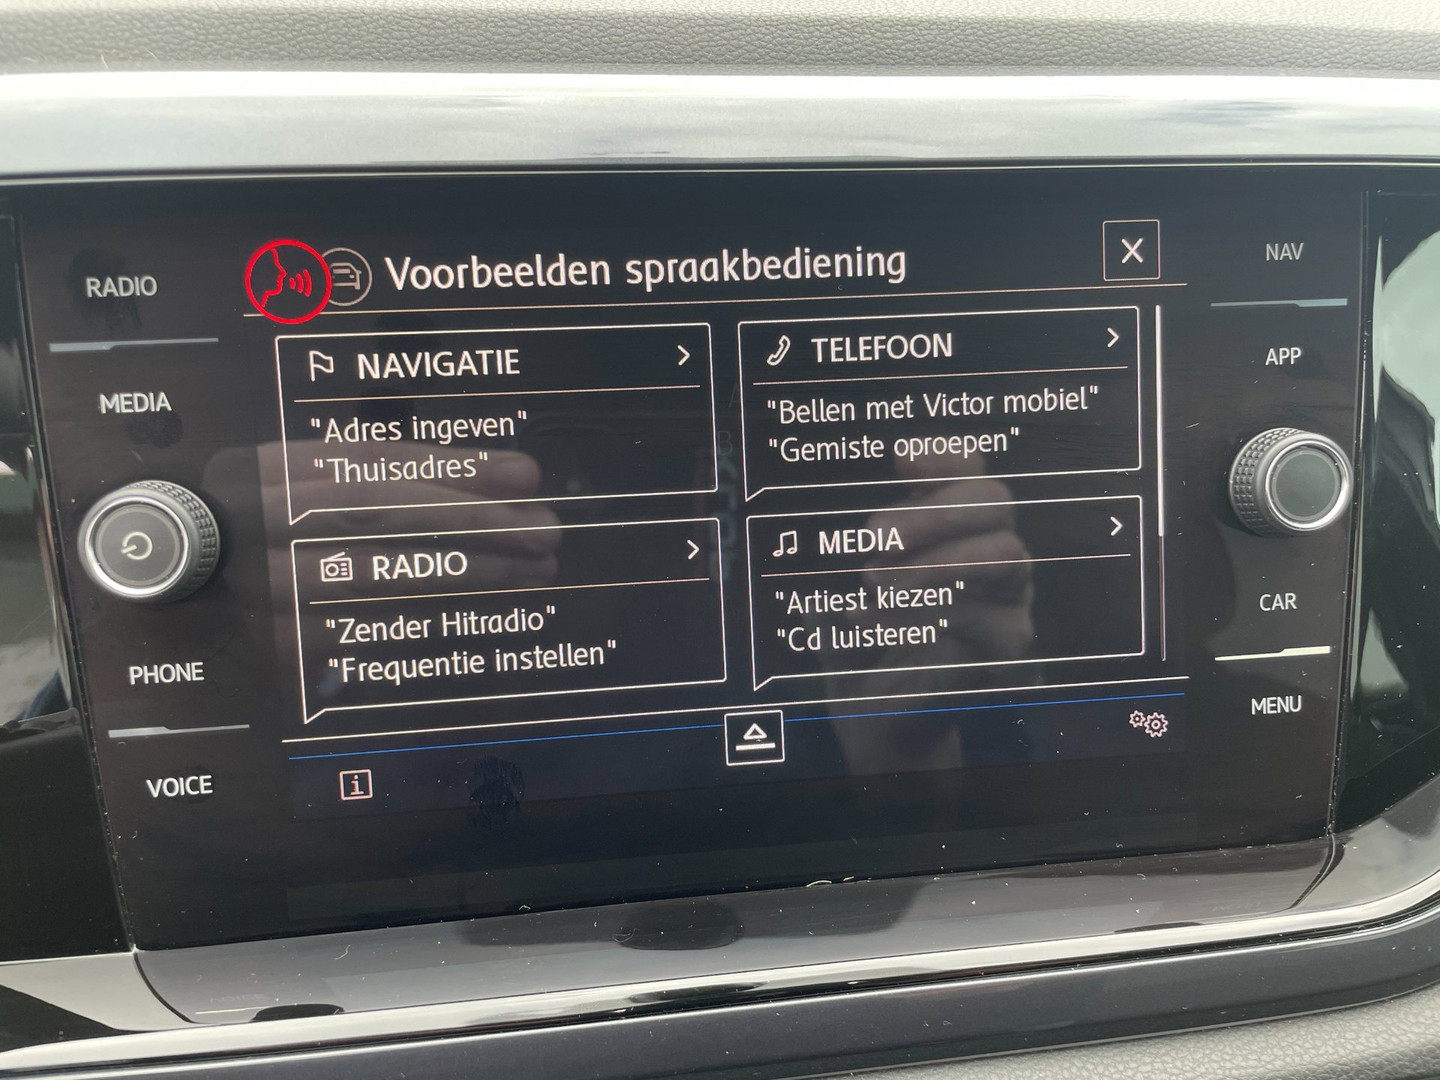 RADIO
MEDIA
PHONE
VOICE
Voorbeelden spraakbediening
X
NAVIGATIE
"Adres ingeven"
"Thuisadres"
TELEFOON
"Bellen met Victor mobiel"
"Gemiste oproepen"
RADIO
"Zender Hitradio"
"Frequentie instellen"
MEDIA
"Artiest kiezen"
"Cd luisteren"
i
NAV
APP
CAR
MENU